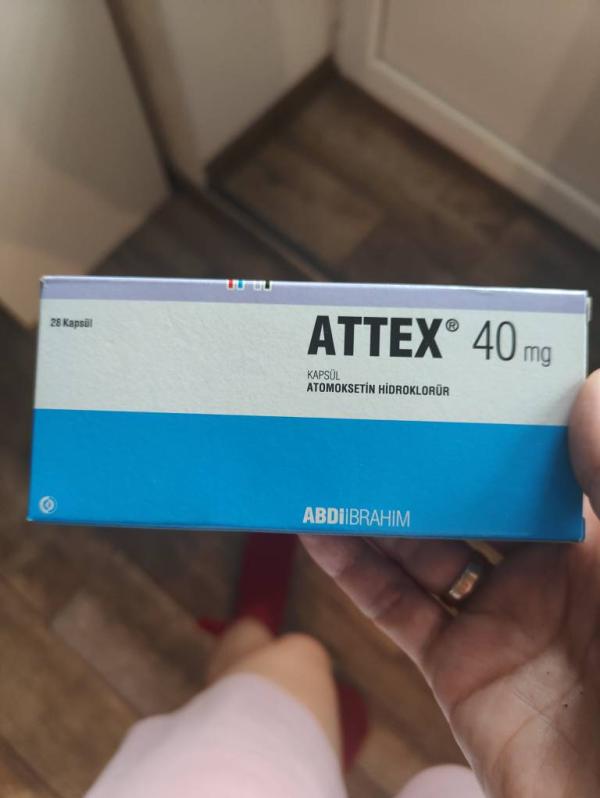 28 Kapsül
ATTEX® 40 mg
KAPSÜL
ATOMOKSETİN HİDROKLORÜR
ABDİİBRAHİM